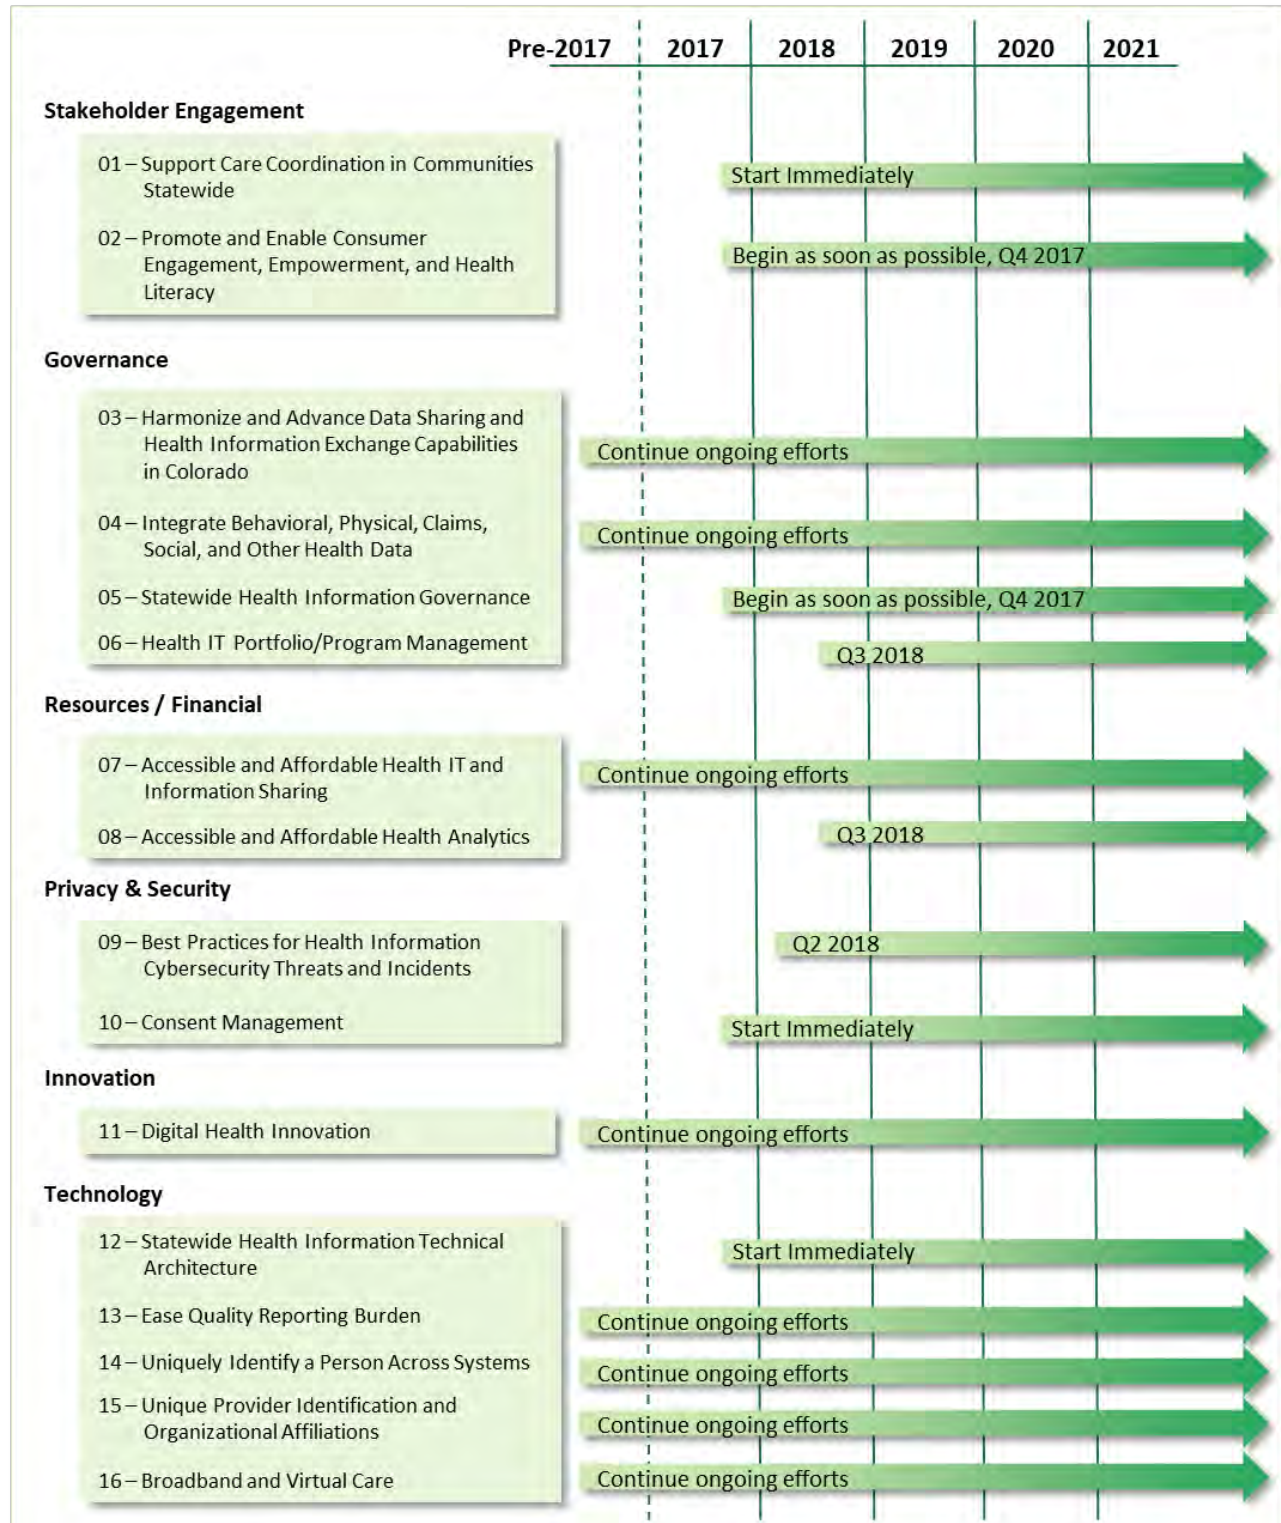 Pre-2017 2017 2018 2019 2020 2021
Stakeholder Engagement
01 – Support Care Coordination in Communities
Statewide
Start Immediately
02 – Promote and Enable Consumer
Engagement, Empowerment, and Health
Literacy
Begin as soon as possible, Q4 2017
Governance
03 – Harmonize and Advance Data Sharing and
Health Information Exchange Capabilities
in Colorado
Continue ongoing efforts
04 – Integrate Behavioral, Physical, Claims,
Social, and Other Health Data
Continue ongoing efforts
05 – Statewide Health Information Governance
Begin as soon as possible, Q4 2017
06 – Health IT Portfolio/Program Management
Q3 2018
Resources / Financial
07 – Accessible and Affordable Health IT and
Information Sharing
Continue ongoing efforts
08 – Accessible and Affordable Health Analytics
Q3 2018
Privacy & Security
09 – Best Practices for Health Information
Cybersecurity Threats and Incidents
Q2 2018
10 – Consent Management
Start Immediately
Innovation
11 – Digital Health Innovation
Continue ongoing efforts
Technology
12 – Statewide Health Information Technical
Architecture
Start Immediately
13 – Ease Quality Reporting Burden
Continue ongoing efforts
14 – Uniquely Identify a Person Across Systems
Continue ongoing efforts
15 – Unique Provider Identification and
Organizational Affiliations
Continue ongoing efforts
16 – Broadband and Virtual Care
Continue ongoing efforts